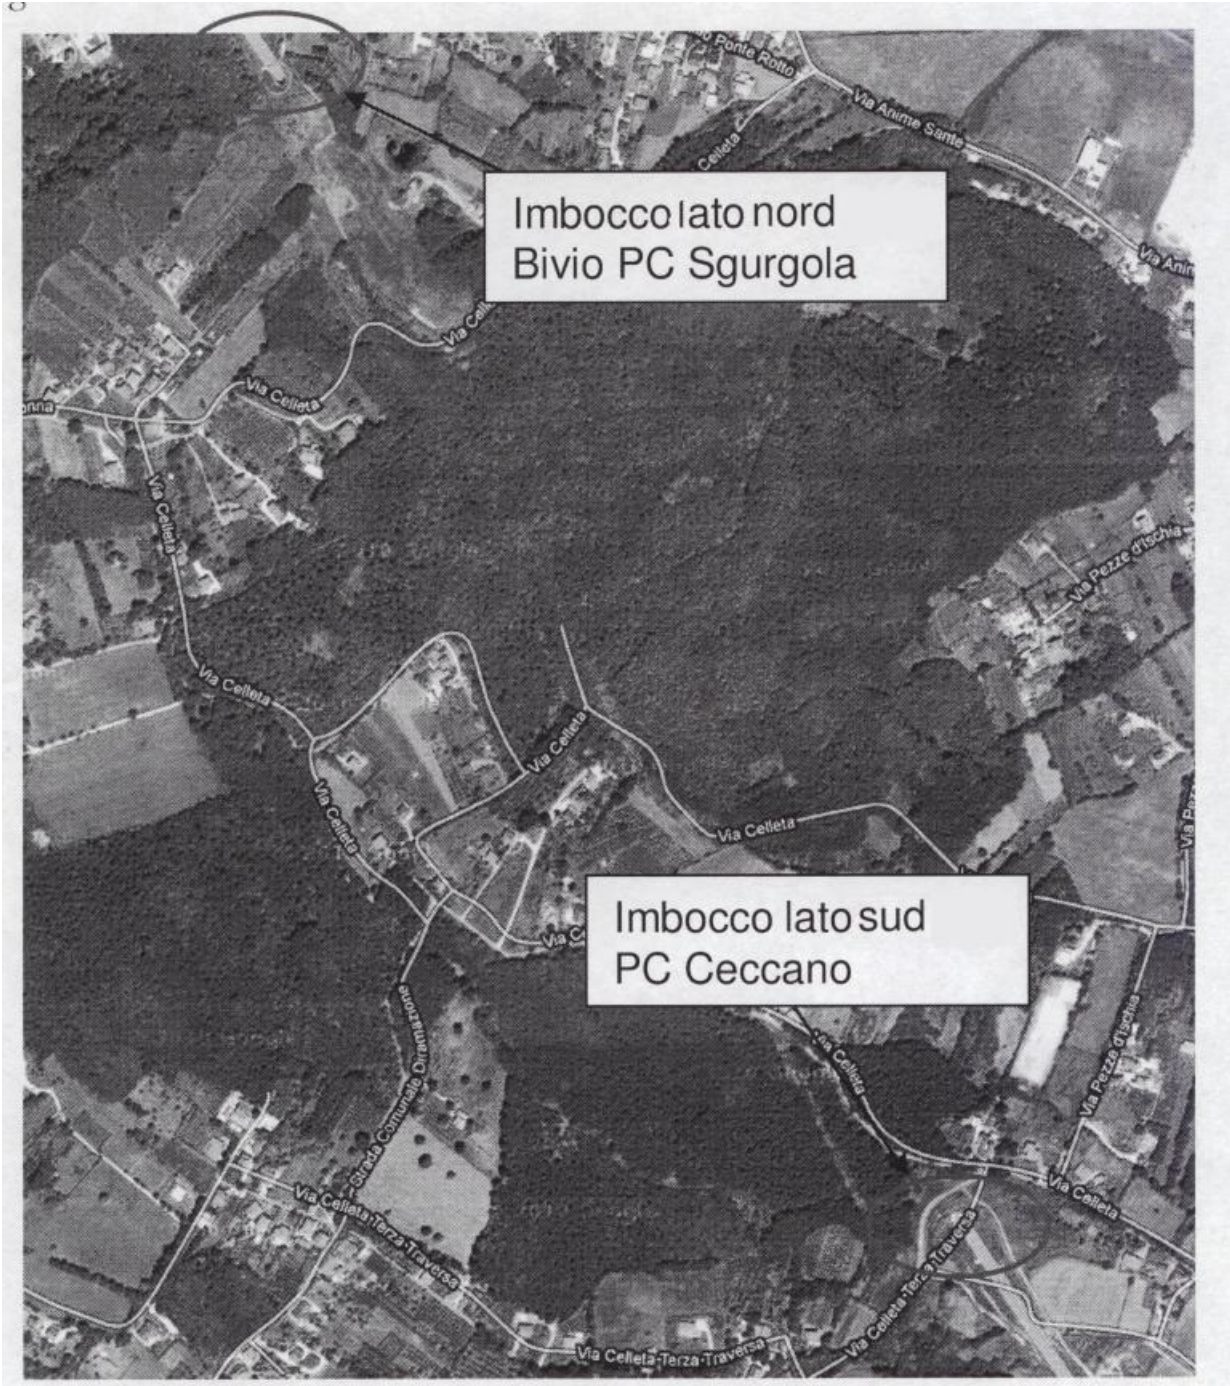 Ponte Rotto
Via Anime Sante
Celleta
Imbocco lato nord
Bivio PC Sgurgola
Via
Via
Via Celleta
Via Celleta
Via Pezze d'Ischia
Via Celleta
Via Celleta
Via Celleta
Via Celleta
Via
Imbocco lato sud
PC Ceccano
Via
Strada Comunale Diramazione
Celleta
Via Pezze d'Ischia
Via Celleta
Via Celleta-Terza-Traversa
Via Celleta-Terza-Traversa
Via Celleta-Terza-Traversa